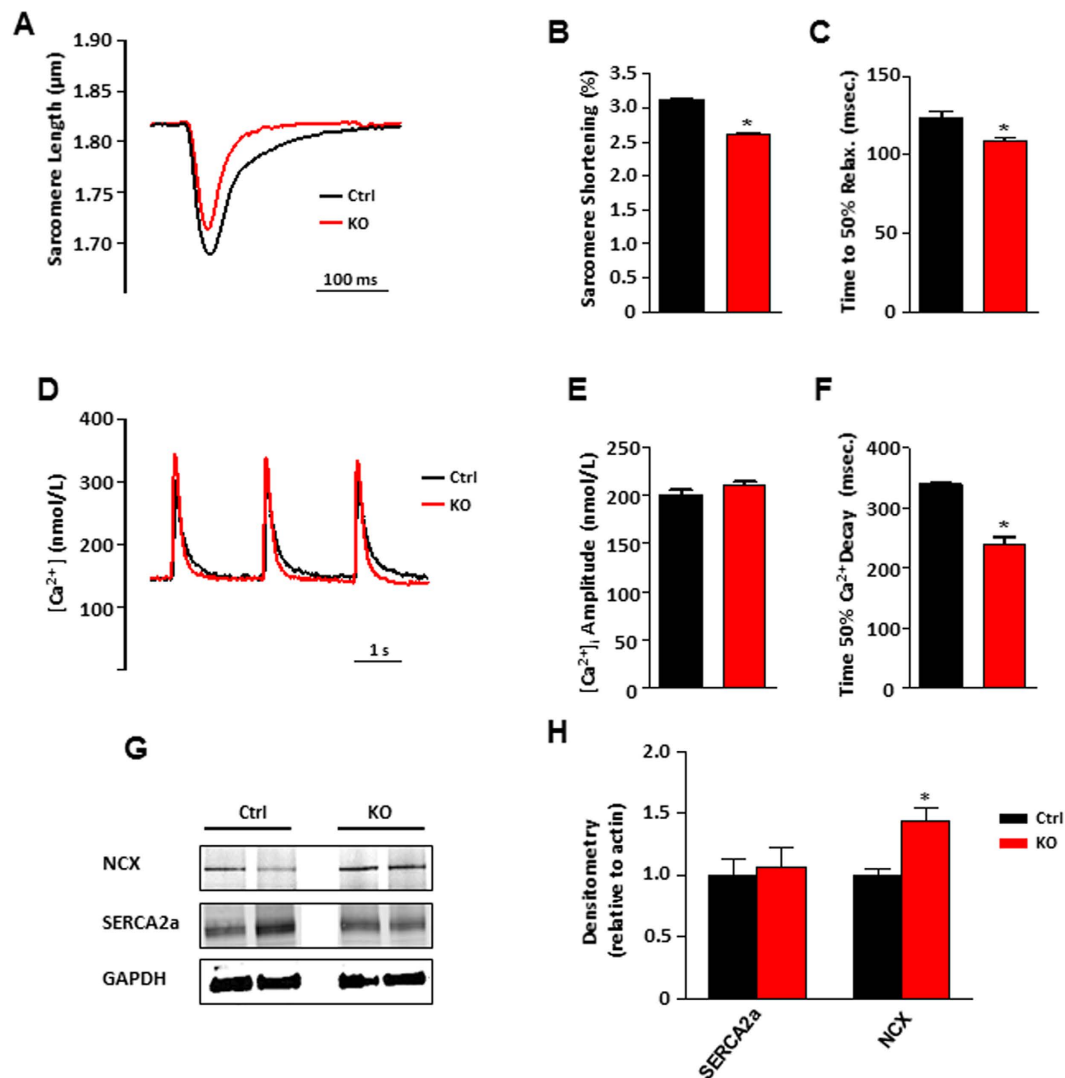 A
Sarcomere Length (µm)
1.90
1.85
1.80
1.75
1.70
Ctrl
KO
100 ms
B
Sarcomere Shortening (%)
3.5
3.0
2.5
2.0
1.5
1.0
0.5
0
*
C
Time to 50% Relax. (msec.)
150
100
50
0
*
D
[Ca2+] (nmol/L)
400
300
200
100
Ctrl
KO
1 s
E
[Ca2+]i Amplitude (nmol/L)
250
200
150
100
50
0
F
Time 50% Ca2+Decay (msec.)
400
300
200
100
0
*
G
Ctrl KO
NCX
SERCA2a
GAPDH
H
Densitometry
(relative to actin)
2.0
1.5
1.0
0.5
0
*
Ctrl
KO
SERCA2a
NCX